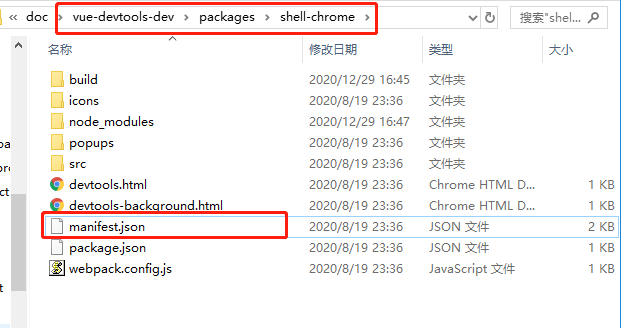 doc > vue-devtools-dev > packages > shell-chrome >
搜索"shel...
名称 修改日期 类型 大小
build 2020/12/29 16:45 文件夹
icons 2020/8/19 23:36 文件夹
node_modules 2020/12/29 16:47 文件夹
popups 2020/8/19 23:36 文件夹
src 2020/8/19 23:36 文件夹
devtools.html 2020/8/19 23:36 Chrome HTML D... 1 KB
devtools-background.html 2020/8/19 23:36 Chrome HTML D... 1 KB
manifest.json 2020/8/19 23:36 JSON 文件 2 KB
package.json 2020/8/19 23:36 JSON 文件 1 KB
webpack.config.js 2020/8/19 23:36 JavaScript 文件 1 KB